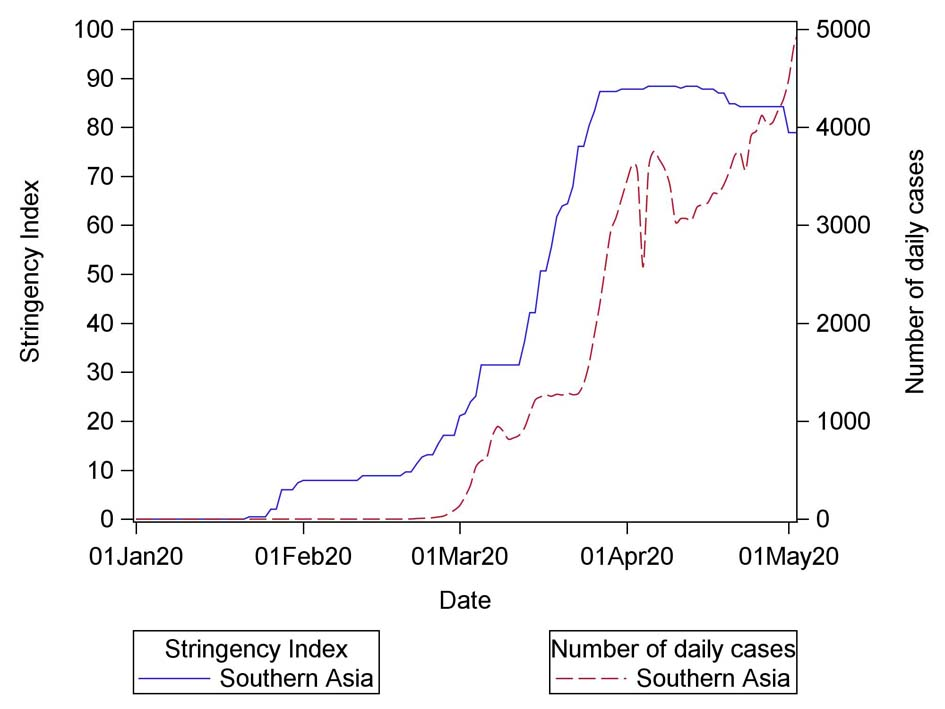 100
90
80
70
60
50
40
30
20
10
0
Stringency Index
5000
4000
3000
2000
1000
0
Number of daily cases
01Jan20 01Feb20 01Mar20 01Apr20 01May20
Date
Stringency Index
Southern Asia
Number of daily cases
Southern Asia